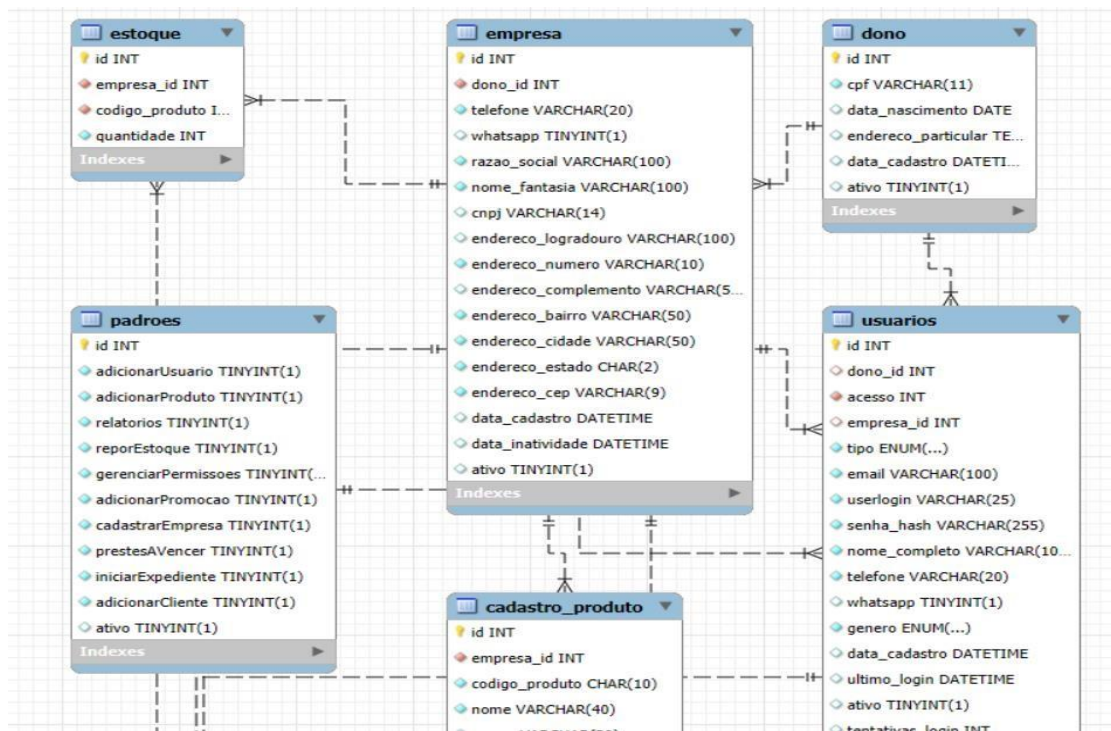 estoque
id INT
empresa_id INT
codigo_produto I...
quantidade INT
Indexes
empresa
id INT
dono_id INT
telefone VARCHAR(20)
whatsapp TINYINT(1)
razao_social VARCHAR(100)
nome_fantasia VARCHAR(100)
cnpj VARCHAR(14)
endereco_logradouro VARCHAR(100)
endereco_numero VARCHAR(10)
endereco_complemento VARCHAR(5...
endereco_bairro VARCHAR(50)
endereco_cidade VARCHAR(50)
endereco_estado CHAR(2)
endereco_cep VARCHAR(9)
data_cadastro DATETIME
data_inatividade DATETIME
ativo TINYINT(1)
Indexes
dono
id INT
cpf VARCHAR(11)
data_nascimento DATE
endereco_particular TE...
data_cadastro DATETI...
ativo TINYINT(1)
Indexes
padroes
id INT
adicionarUsuario TINYINT(1)
adicionarProduto TINYINT(1)
relatorios TINYINT(1)
reporEstoque TINYINT(1)
gerenciarPermissoes TINYINT(...
adicionarPromocao TINYINT(1)
cadastrarEmpresa TINYINT(1)
prestesAVencer TINYINT(1)
iniciarExpediente TINYINT(1)
adicionarCliente TINYINT(1)
ativo TINYINT(1)
Indexes
cadastro_produto
id INT
empresa_id INT
codigo_produto CHAR(10)
nome VARCHAR(40)
usuarios
id INT
dono_id INT
acesso INT
empresa_id INT
tipo ENUM(...)
email VARCHAR(100)
userlogin VARCHAR(25)
senha_hash VARCHAR(255)
nome_completo VARCHAR(10...
telefone VARCHAR(20)
whatsapp TINYINT(1)
genero ENUM(...)
data_cadastro DATETIME
ultimo_login DATETIME
ativo TINYINT(1)
tentativas_login INT